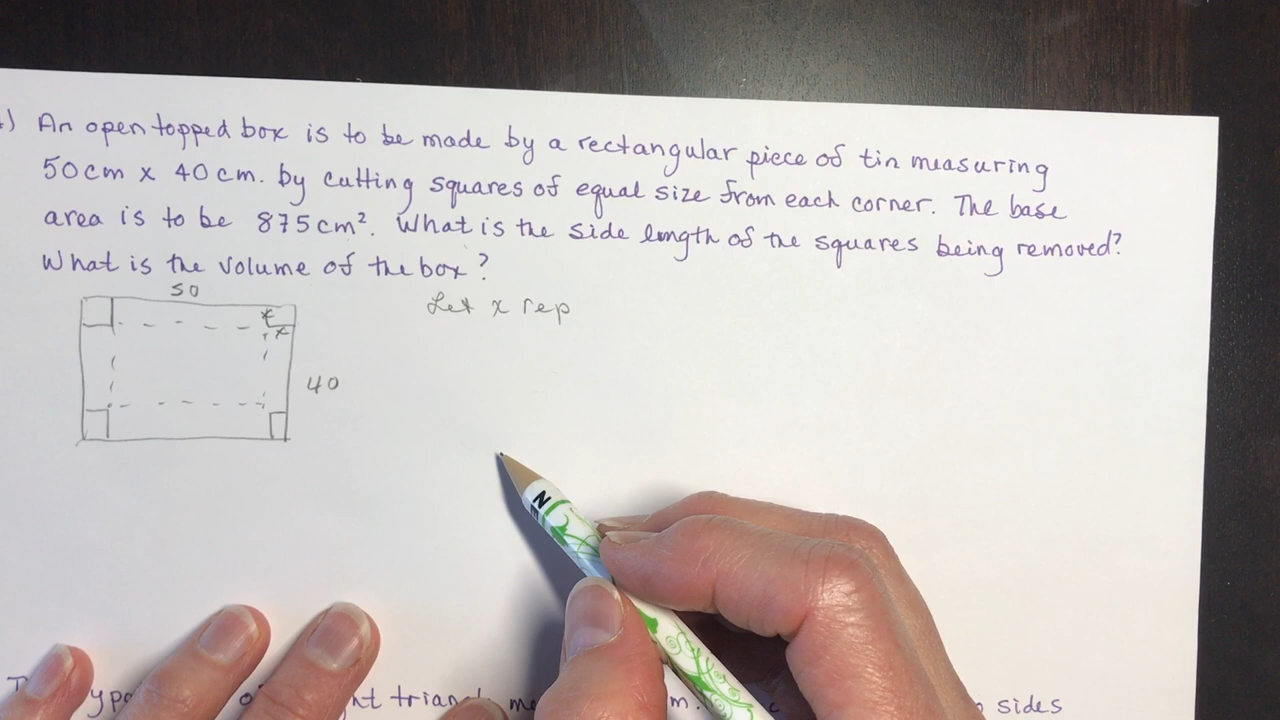 An open topped box is to be made by a rectangular piece of tin measuring
50cm x 40cm. by cutting squares of equal size from each corner. The base
area is to be 875cm². What is the side length of the squares being removed?
What is the volume of the box?
50
Let x rep
x
x
40
sides